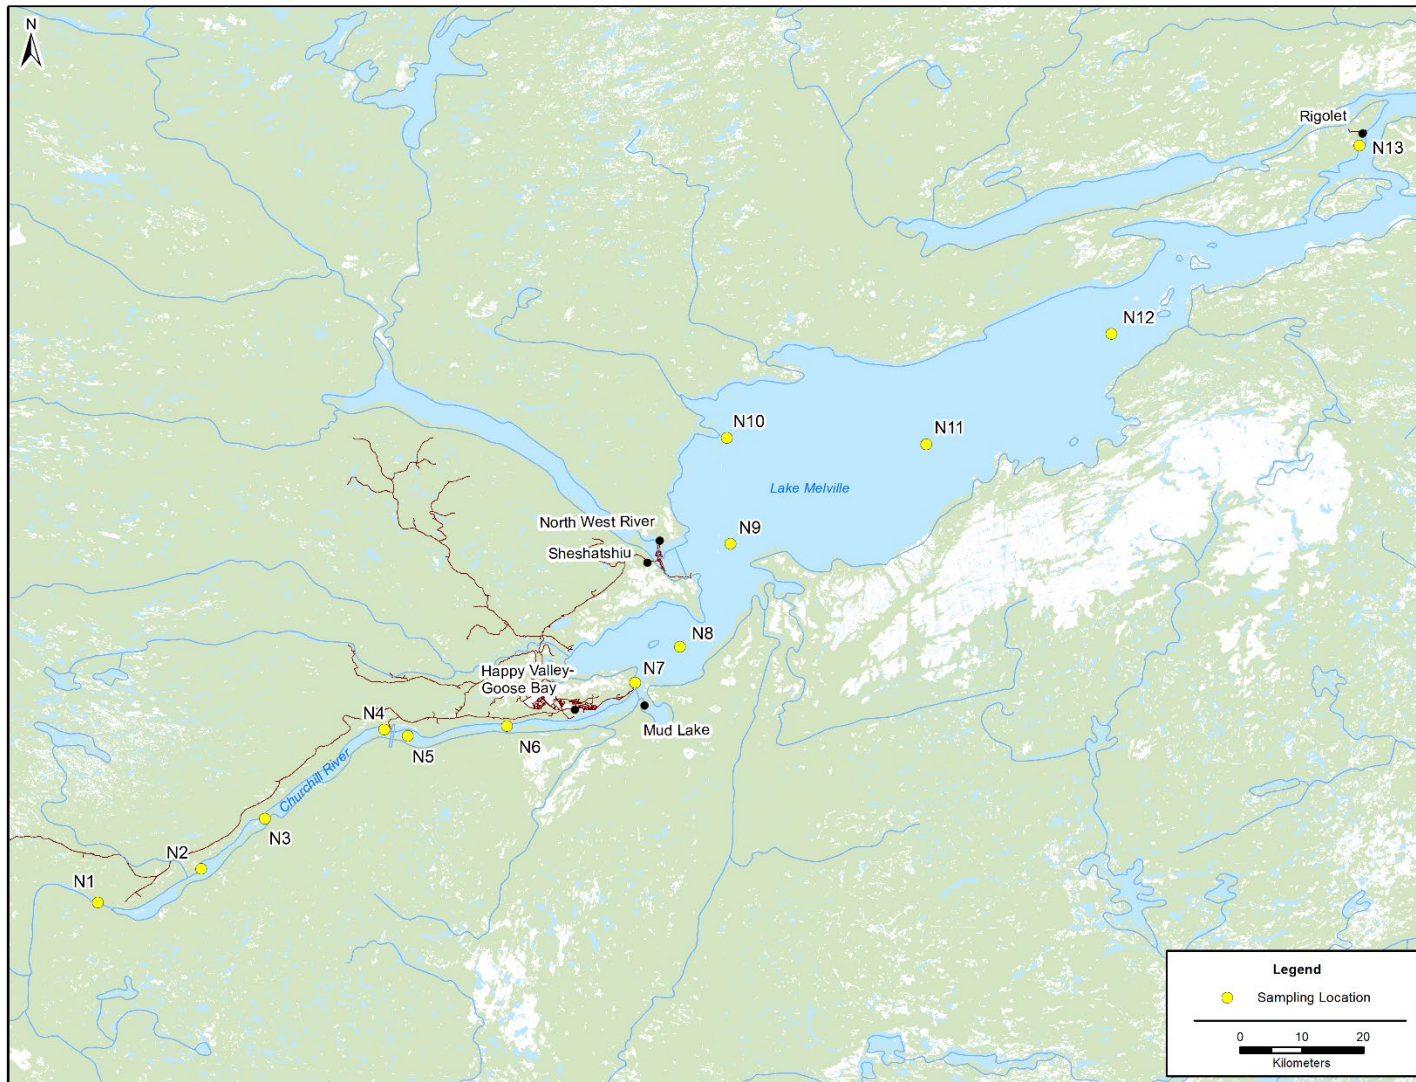 N
Rigolet
N13
N12
N10
N11
Lake Melville
North West River
N9
Sheshatshiu
N8
Happy Valley-
Goose Bay
N7
N4
Mud Lake
N6
N5
Churchill River
N3
N2
N1
Legend
Sampling Location
0 10 20
Kilometers